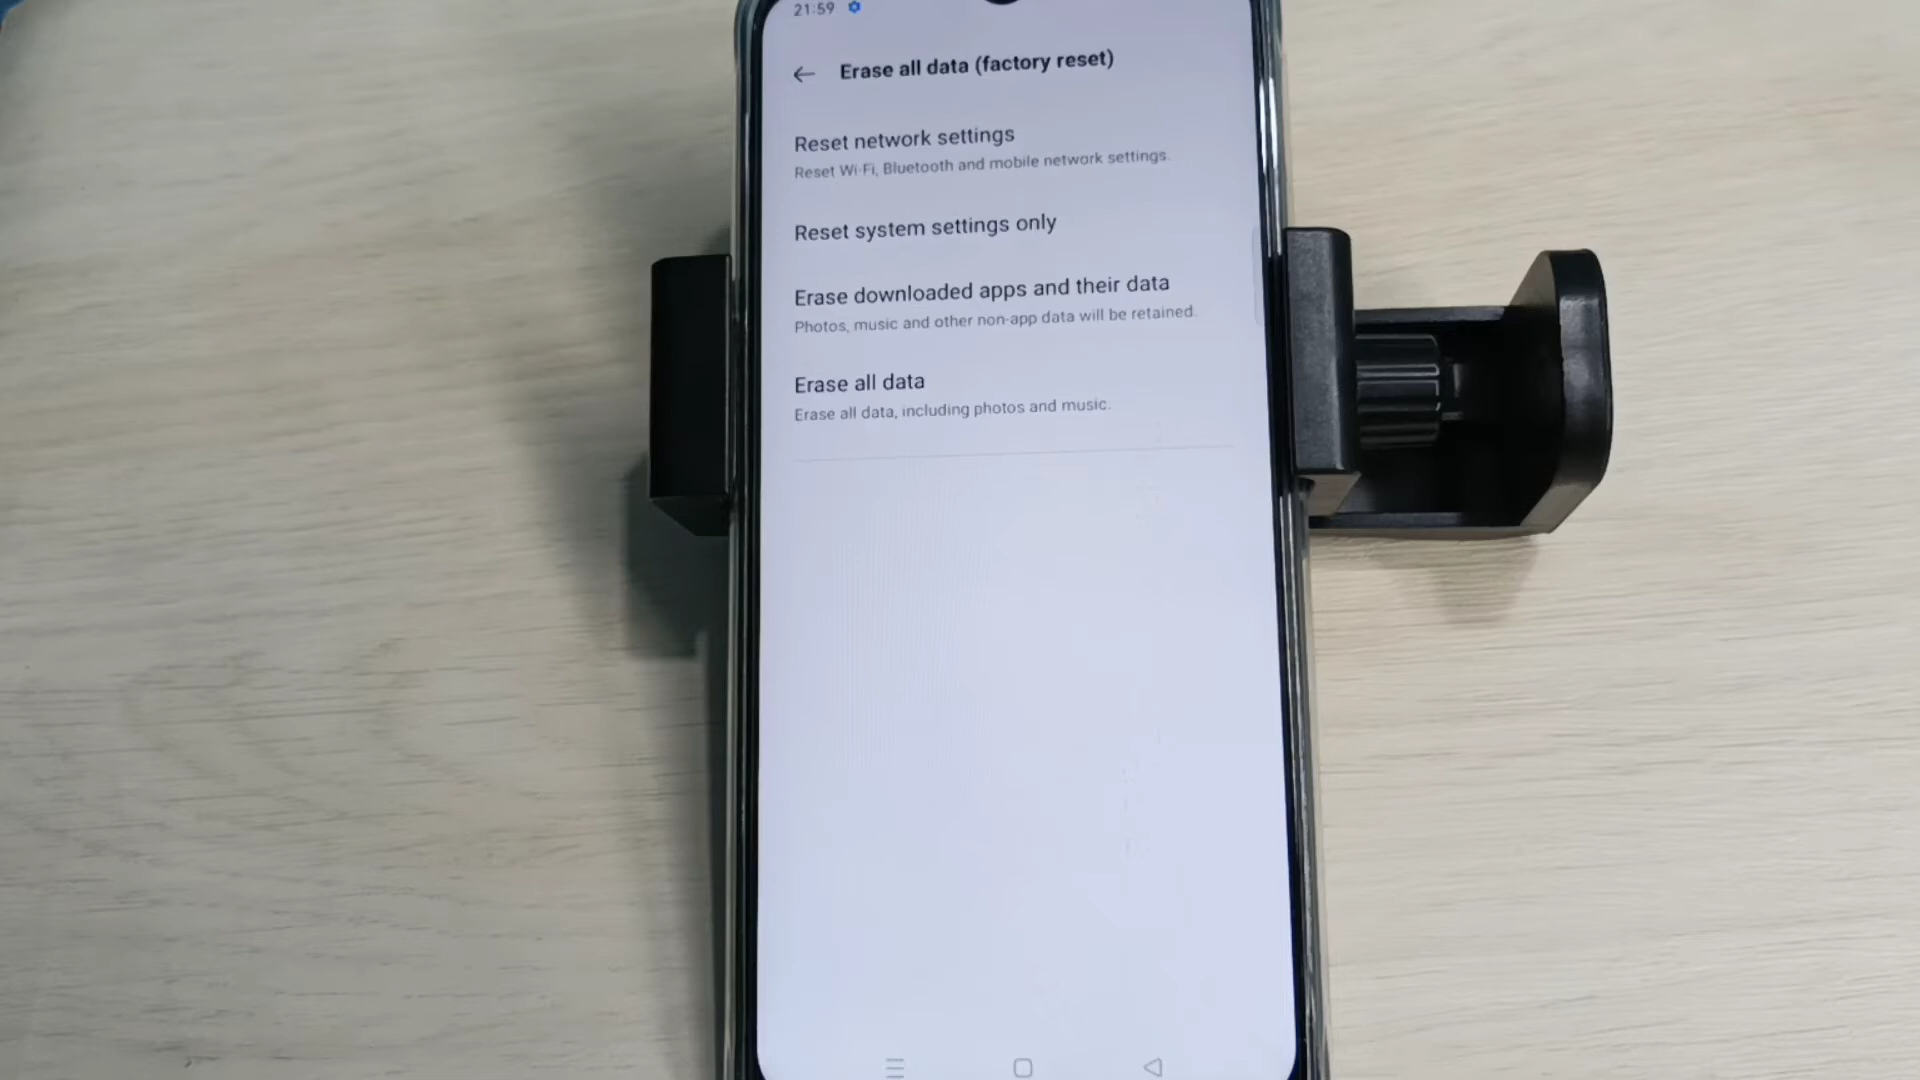 21:59
Erase all data (factory reset)
Reset network settings
Reset Wi-Fi, Bluetooth and mobile network settings.
Reset system settings only
Erase downloaded apps and their data
Photos, music and other non-app data will be retained.
Erase all data
Erase all data, including photos and music.